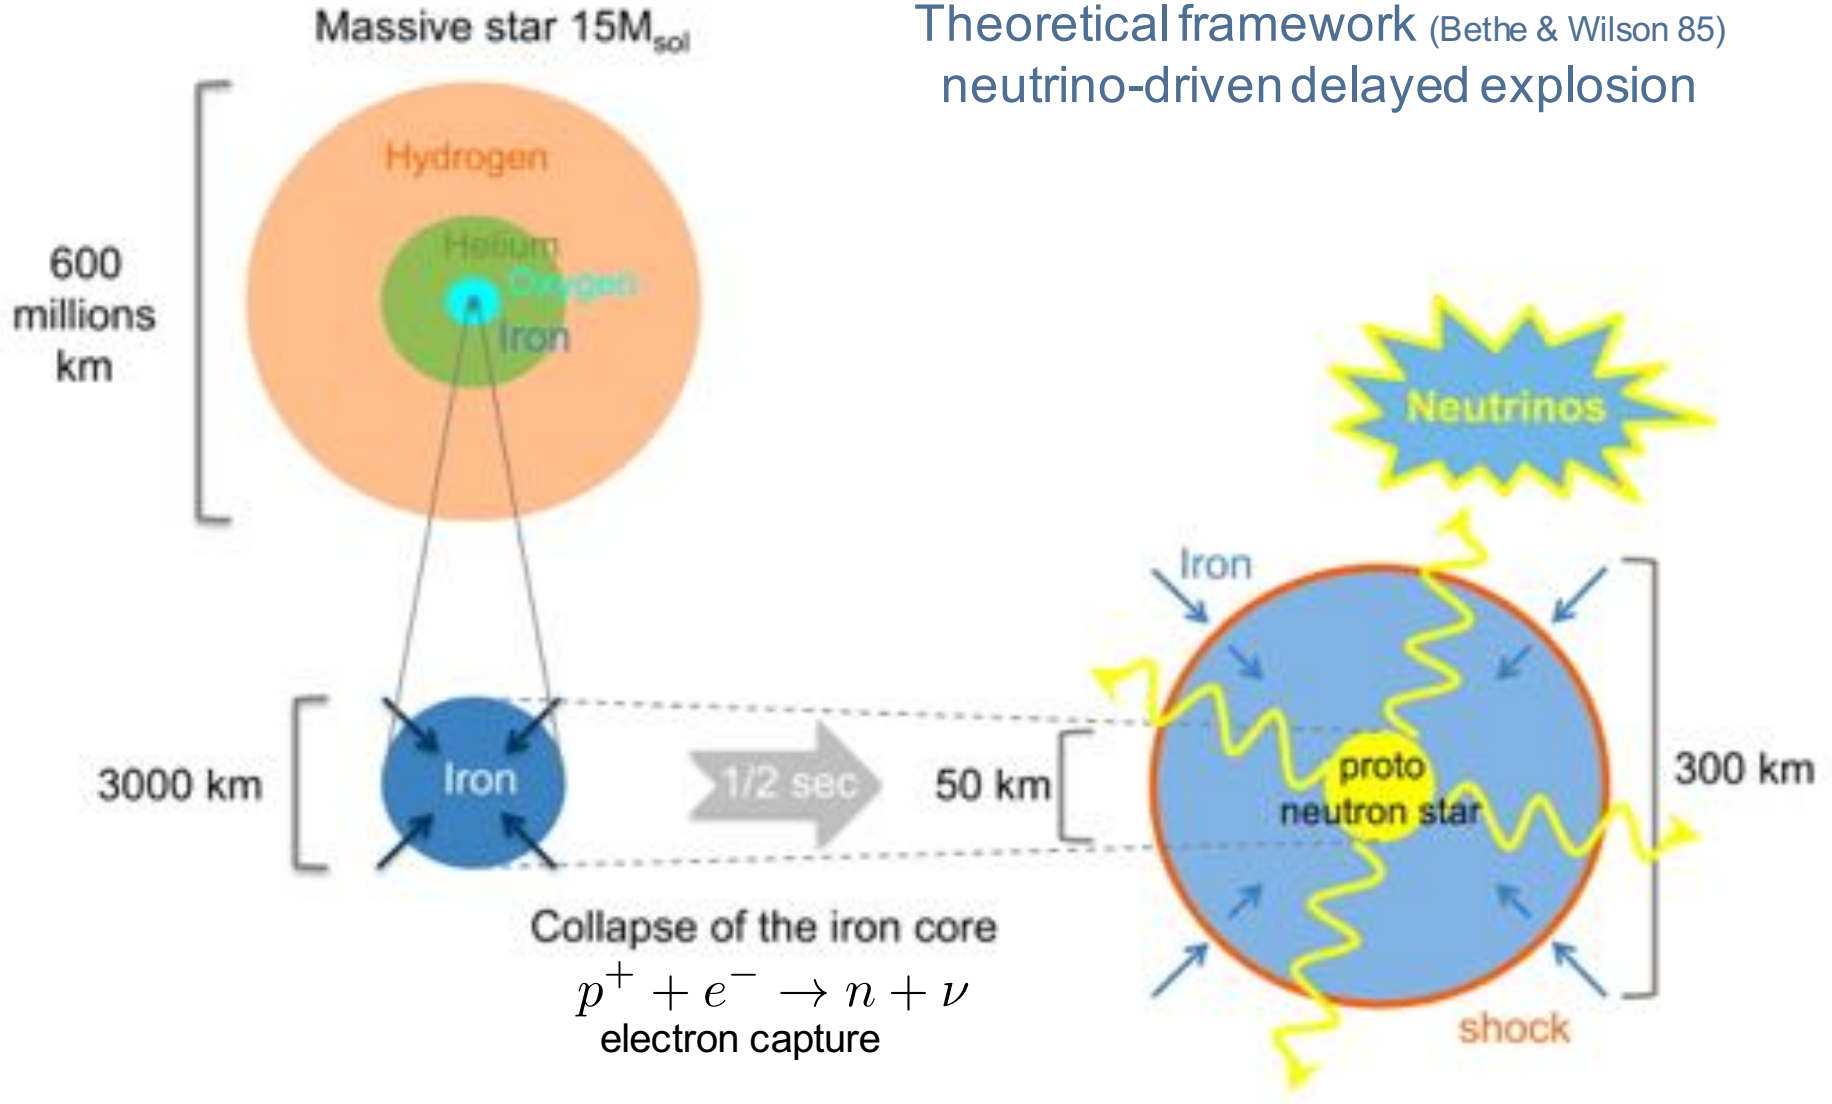 Massive star 15Msol
Theoretical framework (Bethe & Wilson 85)
neutrino-driven delayed explosion
Hydrogen
Helium
Oxygen
Iron
600
millions
km
Neutrinos
Iron
3000 km
Iron
1/2 sec
50 km
proto
neutron star
300 km
Collapse of the iron core
p⁺ + e⁻ → n + ν
electron capture
shock